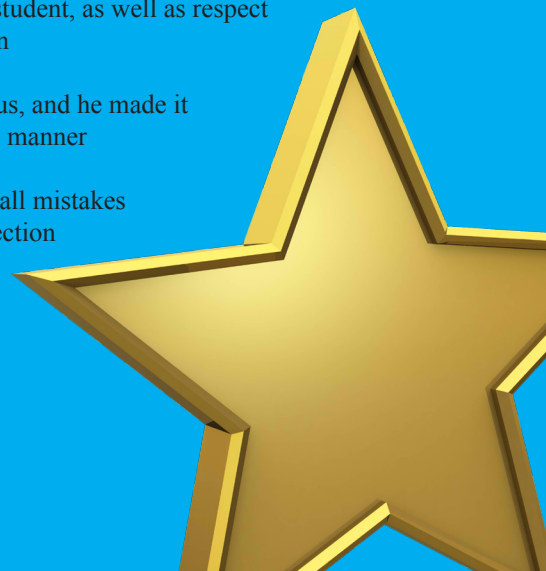 student, as well as respect
n
us, and he made it
manner
all mistakes
ection